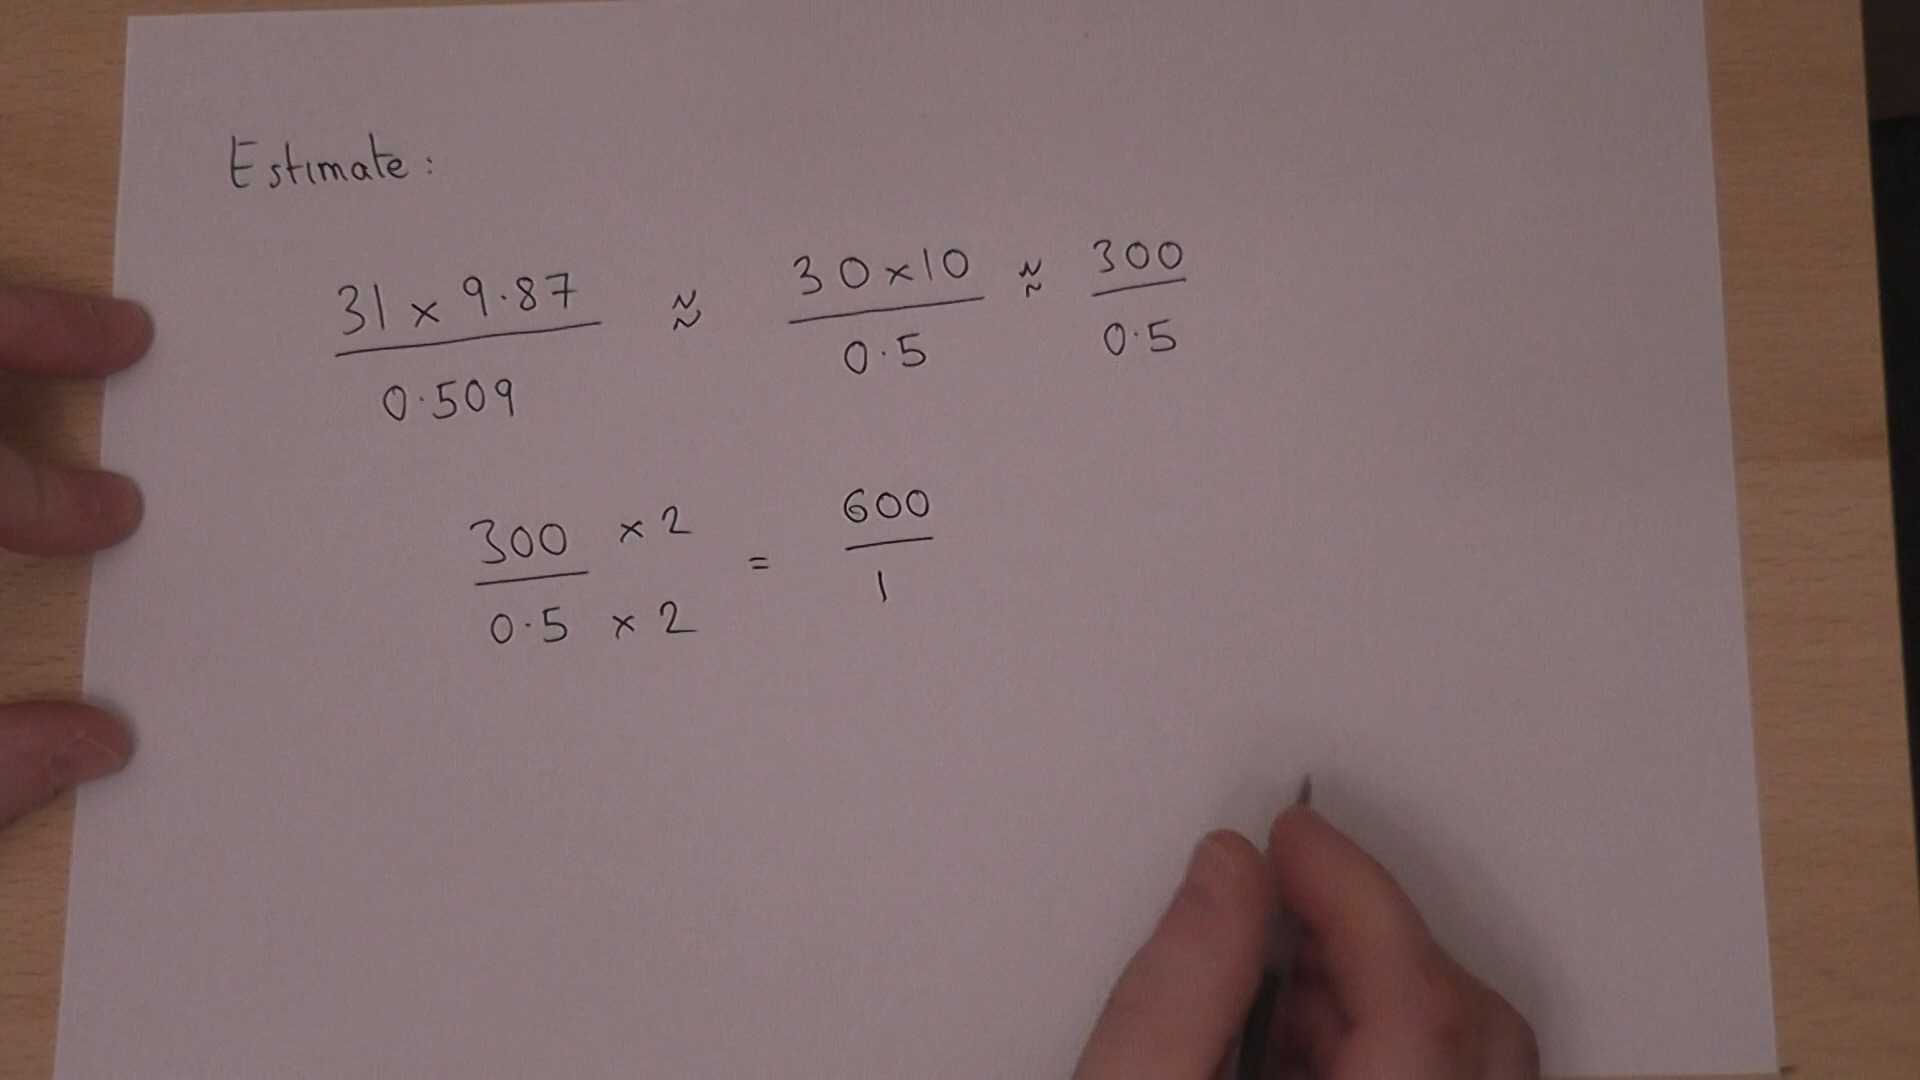 Estimate:
31 × 9·87 ≈ 30×10 ≈ 300
0·509 0·5 0·5
300 × 2 = 600
0·5 × 2 1